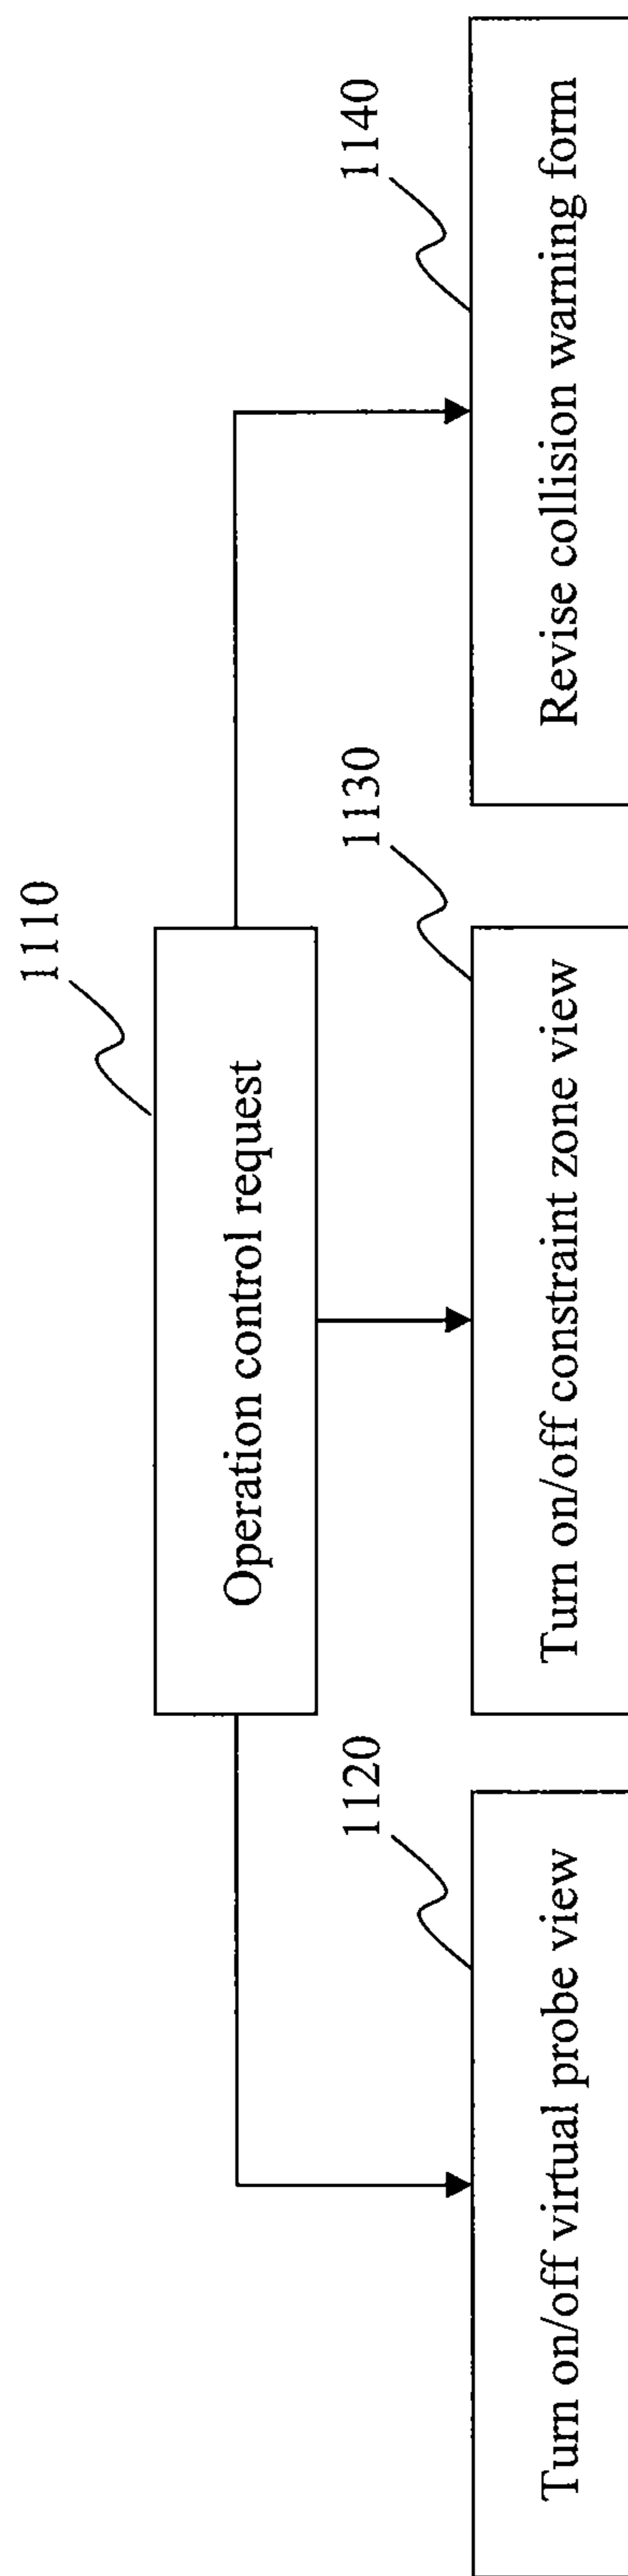 1110
Operation control request
1120
1130
1140
Turn on/off virtual probe view
Turn on/off constraint zone view
Revise collision warning form